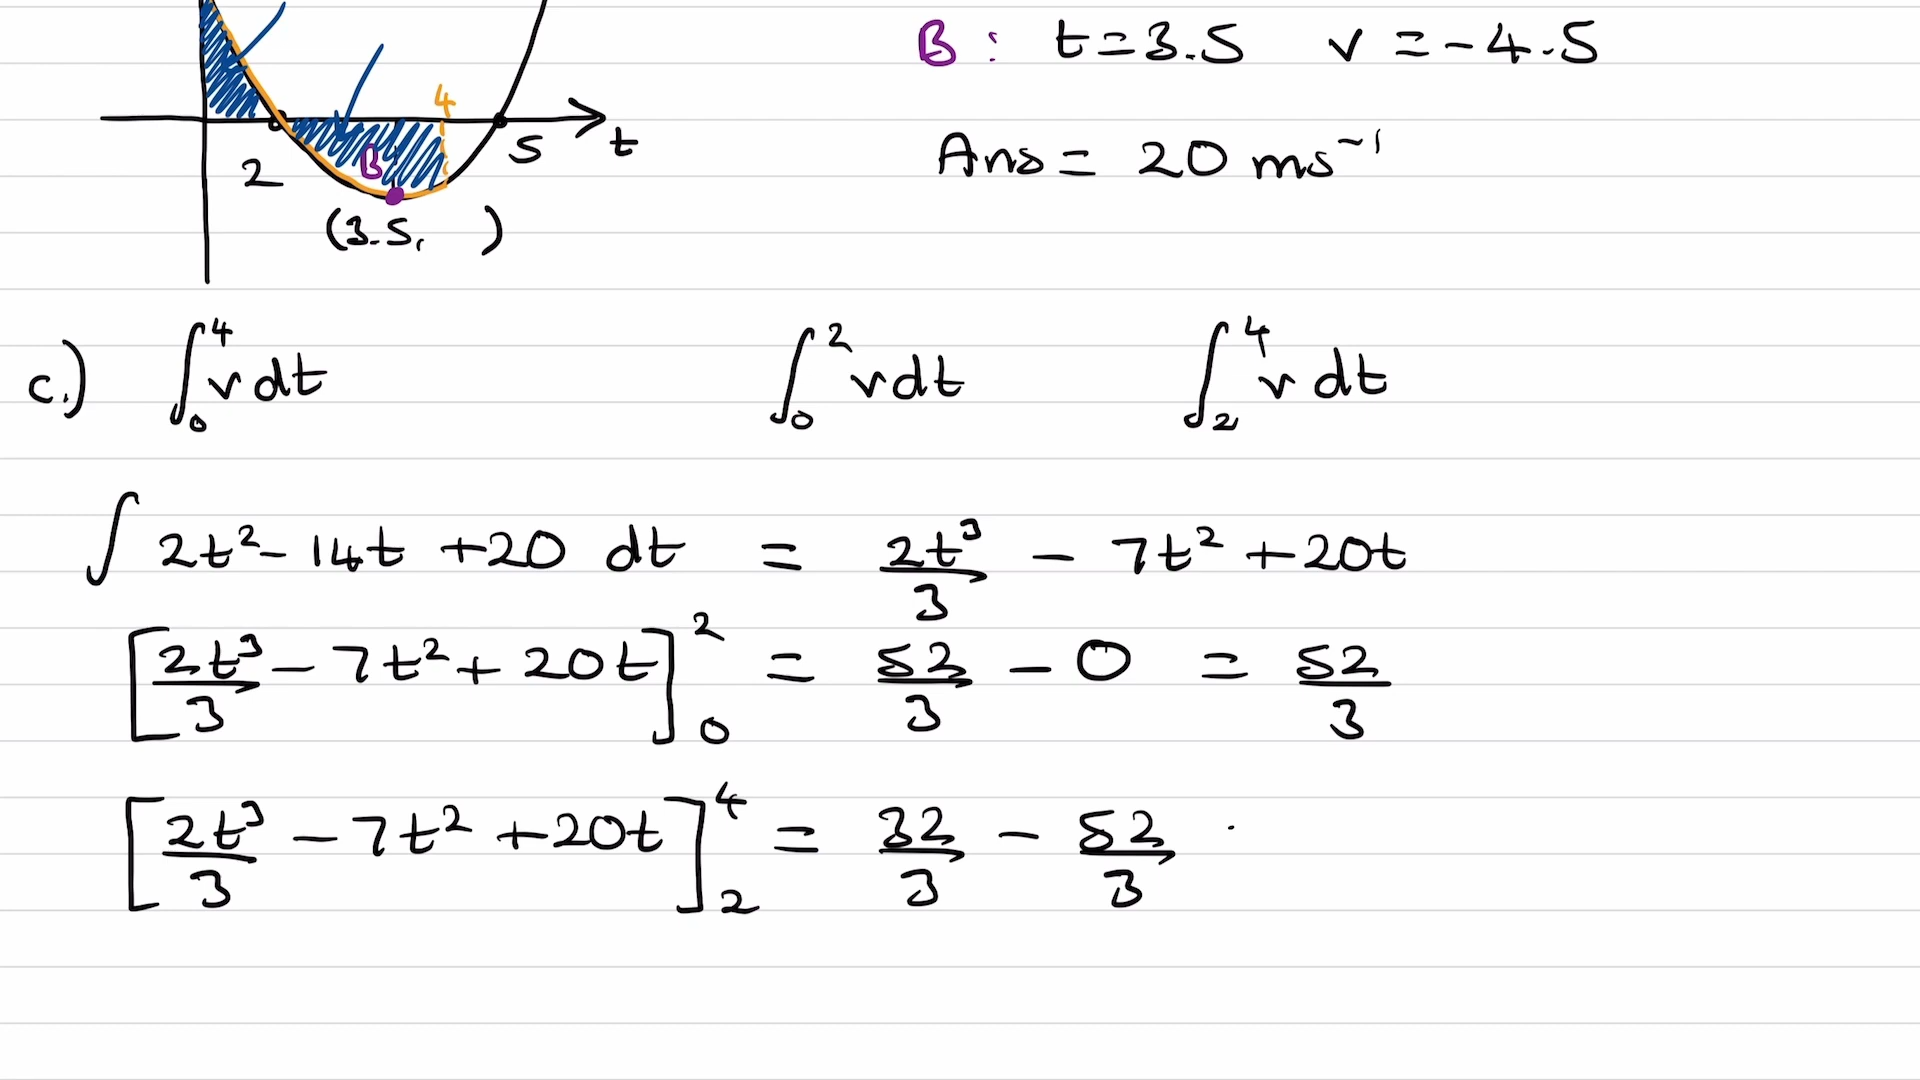 B : t = 3.5 v = -4.5
4
Ans = 20 ms⁻¹
2 B 5 t
(3.5, )
c.) ∫₀⁴ v dt ∫₀² v dt ∫₂⁴ v dt
∫ 2t² - 14t + 20 dt = 2t³/3 - 7t² + 20t
[2t³/3 - 7t² + 20t]₀² = 52/3 - 0 = 52/3
[2t³/3 - 7t² + 20t]₂⁴ = 32/3 - 52/3